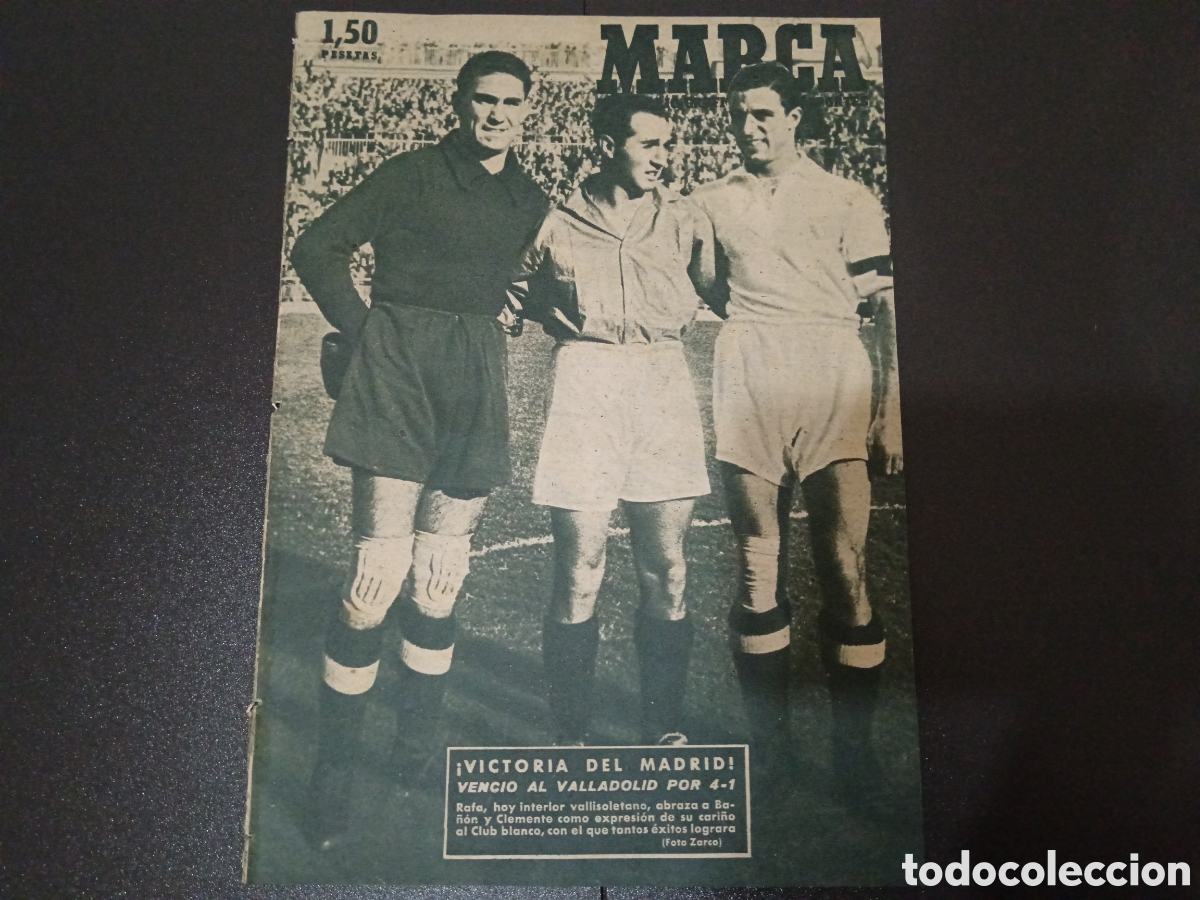 1,50
PESETAS
MARCA
¡VICTORIA DEL MADRID!
VENCIO AL VALLADOLID POR 4-1
Rafa, hoy interior vallisoletano, abraza a Ba-
ñón y Clemente como expresión de su cariño
al Club blanco, con el que tantos éxitos lograra
(Foto Zarco)
todocoleccion